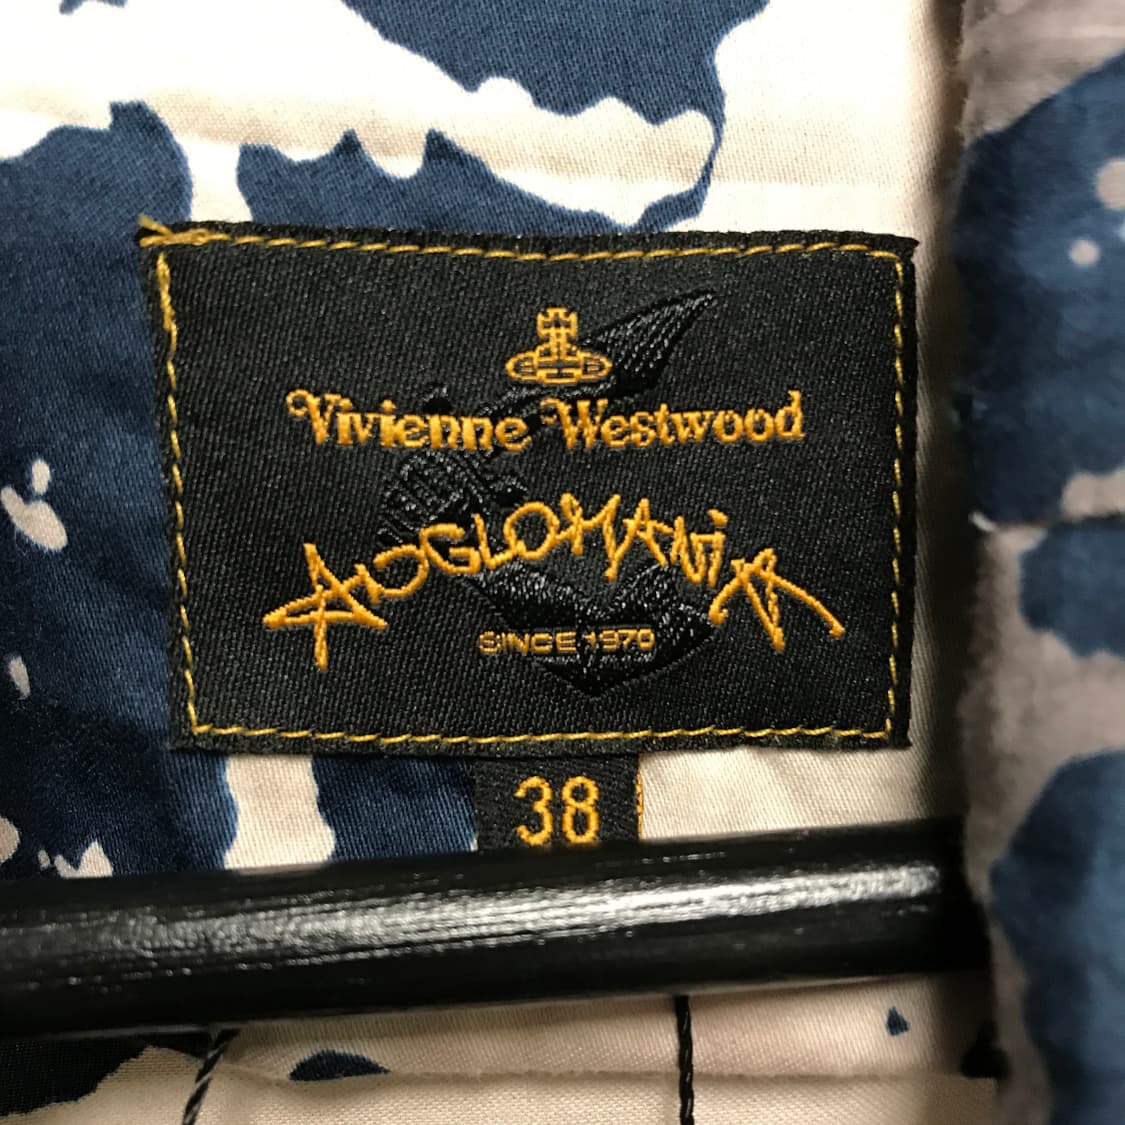 Vivienne Westwood
ANGLOMANiA
SINCE 1970
38